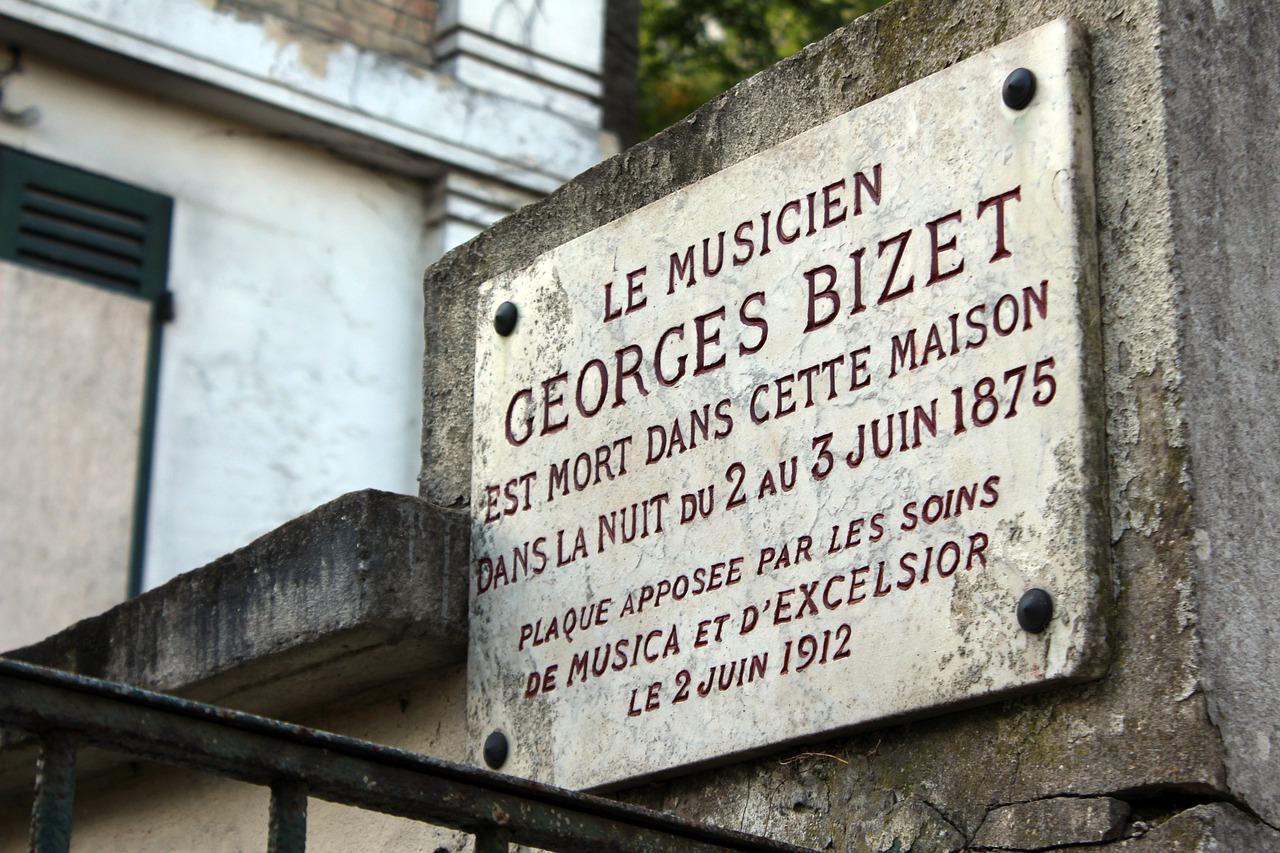 LE MUSICIEN
GEORGES BIZET
EST MORT DANS CETTE MAISON
DANS LA NUIT DU 2 AU 3 JUIN 1875
PLAQUE APPOSEE PAR LES SOINS
DE MUSICA ET D'EXCELSIOR
LE 2 JUIN 1912